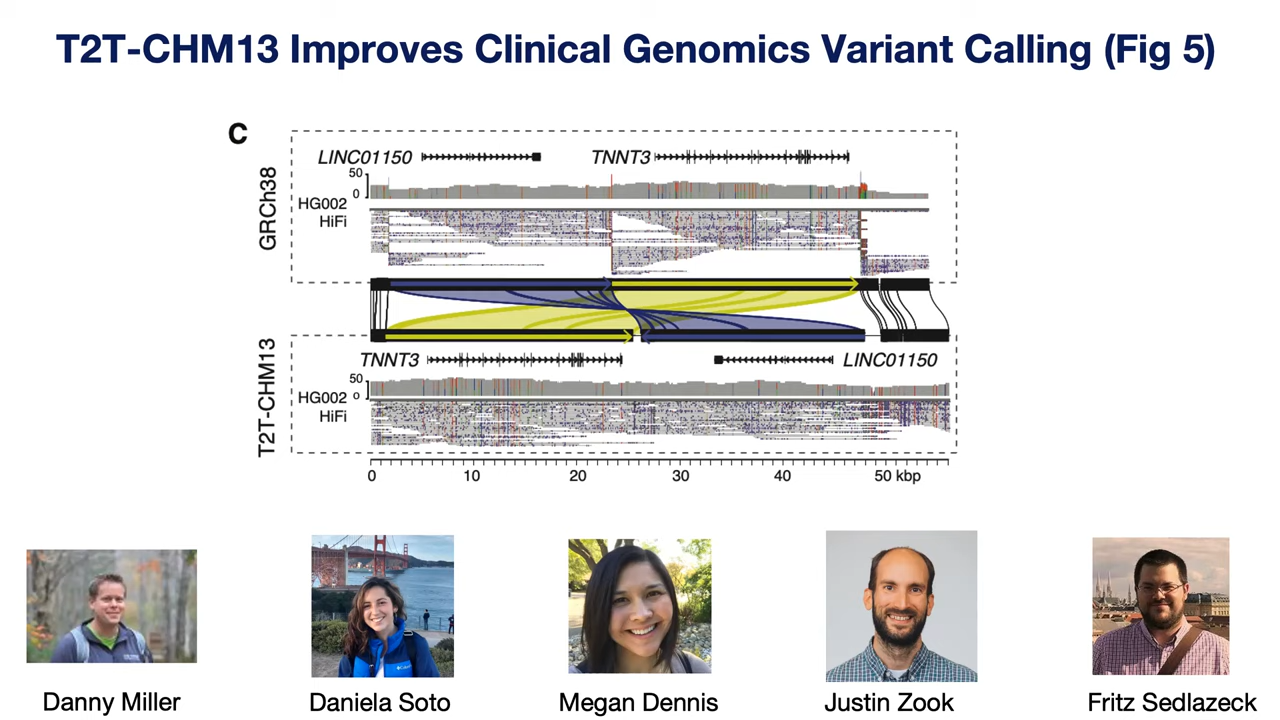 T2T-CHM13 Improves Clinical Genomics Variant Calling (Fig 5)
C
GRCh38
LINC01150
TNNT3
50
0
HG002
HiFi
T2T-CHM13
TNNT3
LINC01150
50
0
HG002
HiFi
0 10 20 30 40 50 kbp
Danny Miller
Daniela Soto
Megan Dennis
Justin Zook
Fritz Sedlazeck